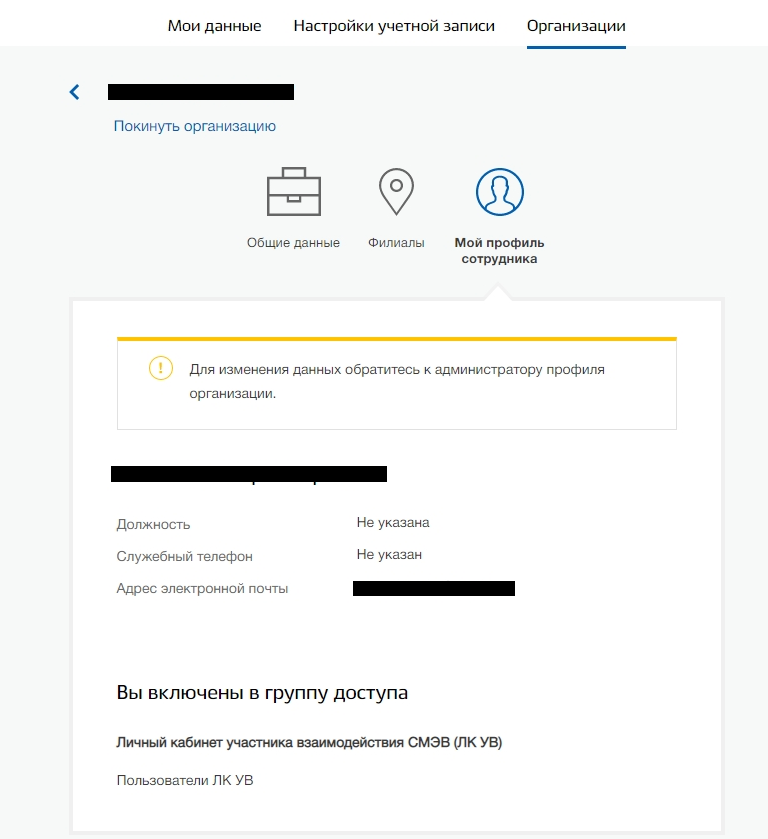 Мои данные Настройки учетной записи Организации
Покинуть организацию
Общие данные Филиалы Мой профиль
сотрудника
Для изменения данных обратитесь к администратору профиля
организации.
Должность Не указана
Служебный телефон Не указан
Адрес электронной почты
Вы включены в группу доступа
Личный кабинет участника взаимодействия СМЭВ (ЛК УВ)
Пользователи ЛК УВ